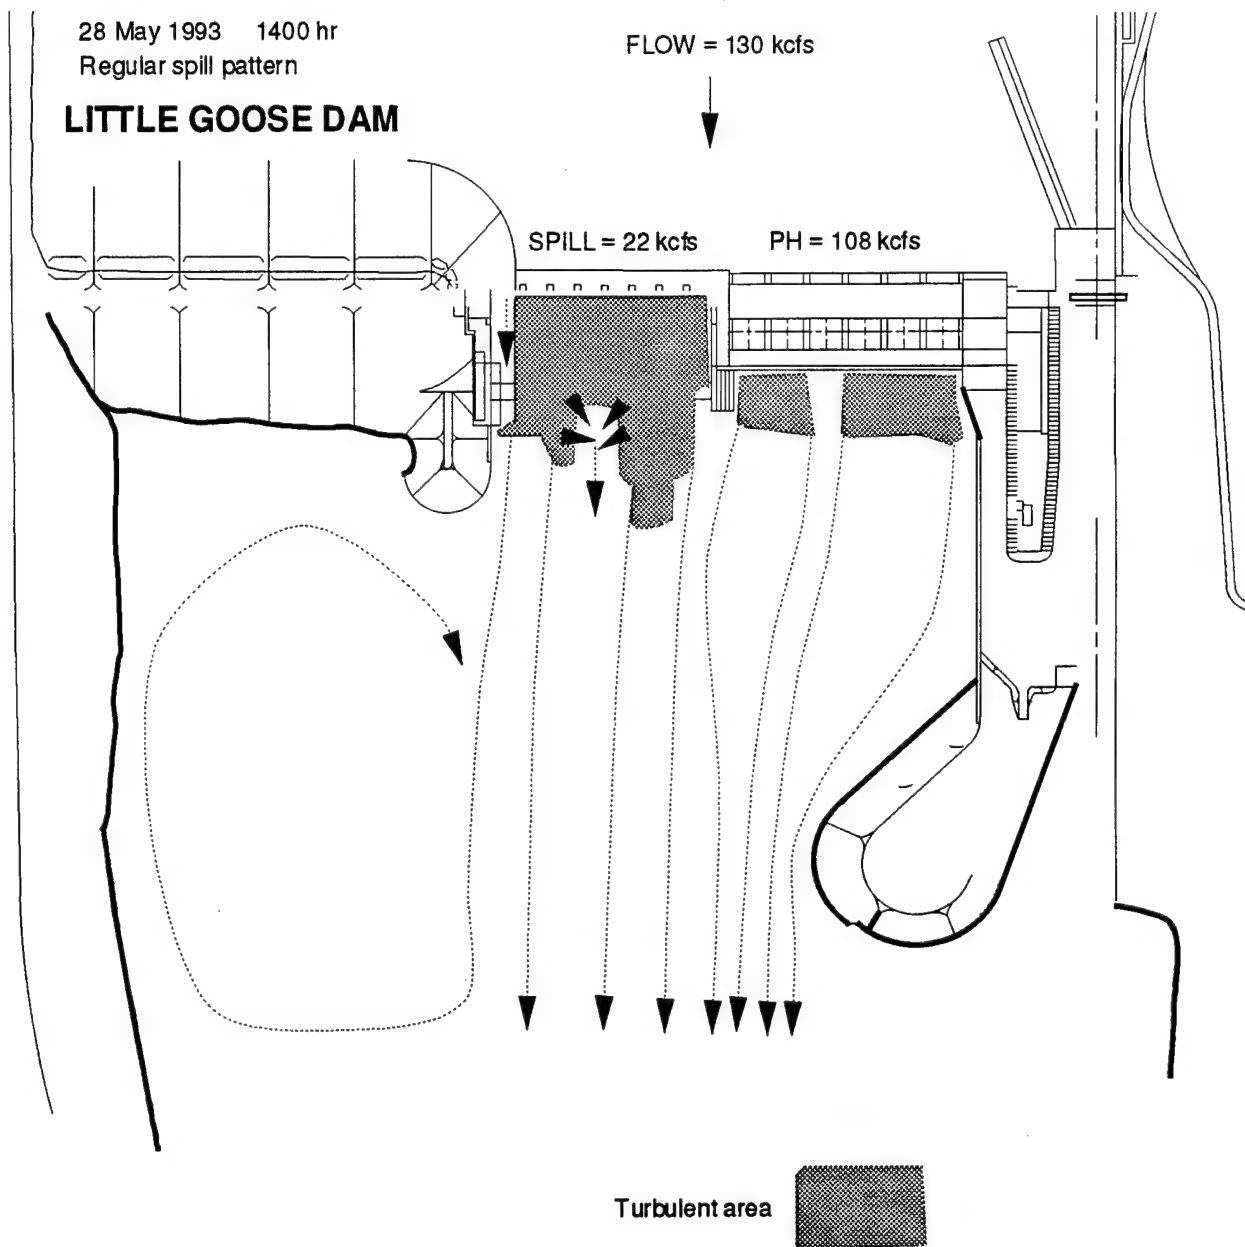 28 May 1993 1400 hr
Regular spill pattern
LITTLE GOOSE DAM
FLOW = 130 kcfs
SPILL = 22 kcfs
PH = 108 kcfs
Turbulent area